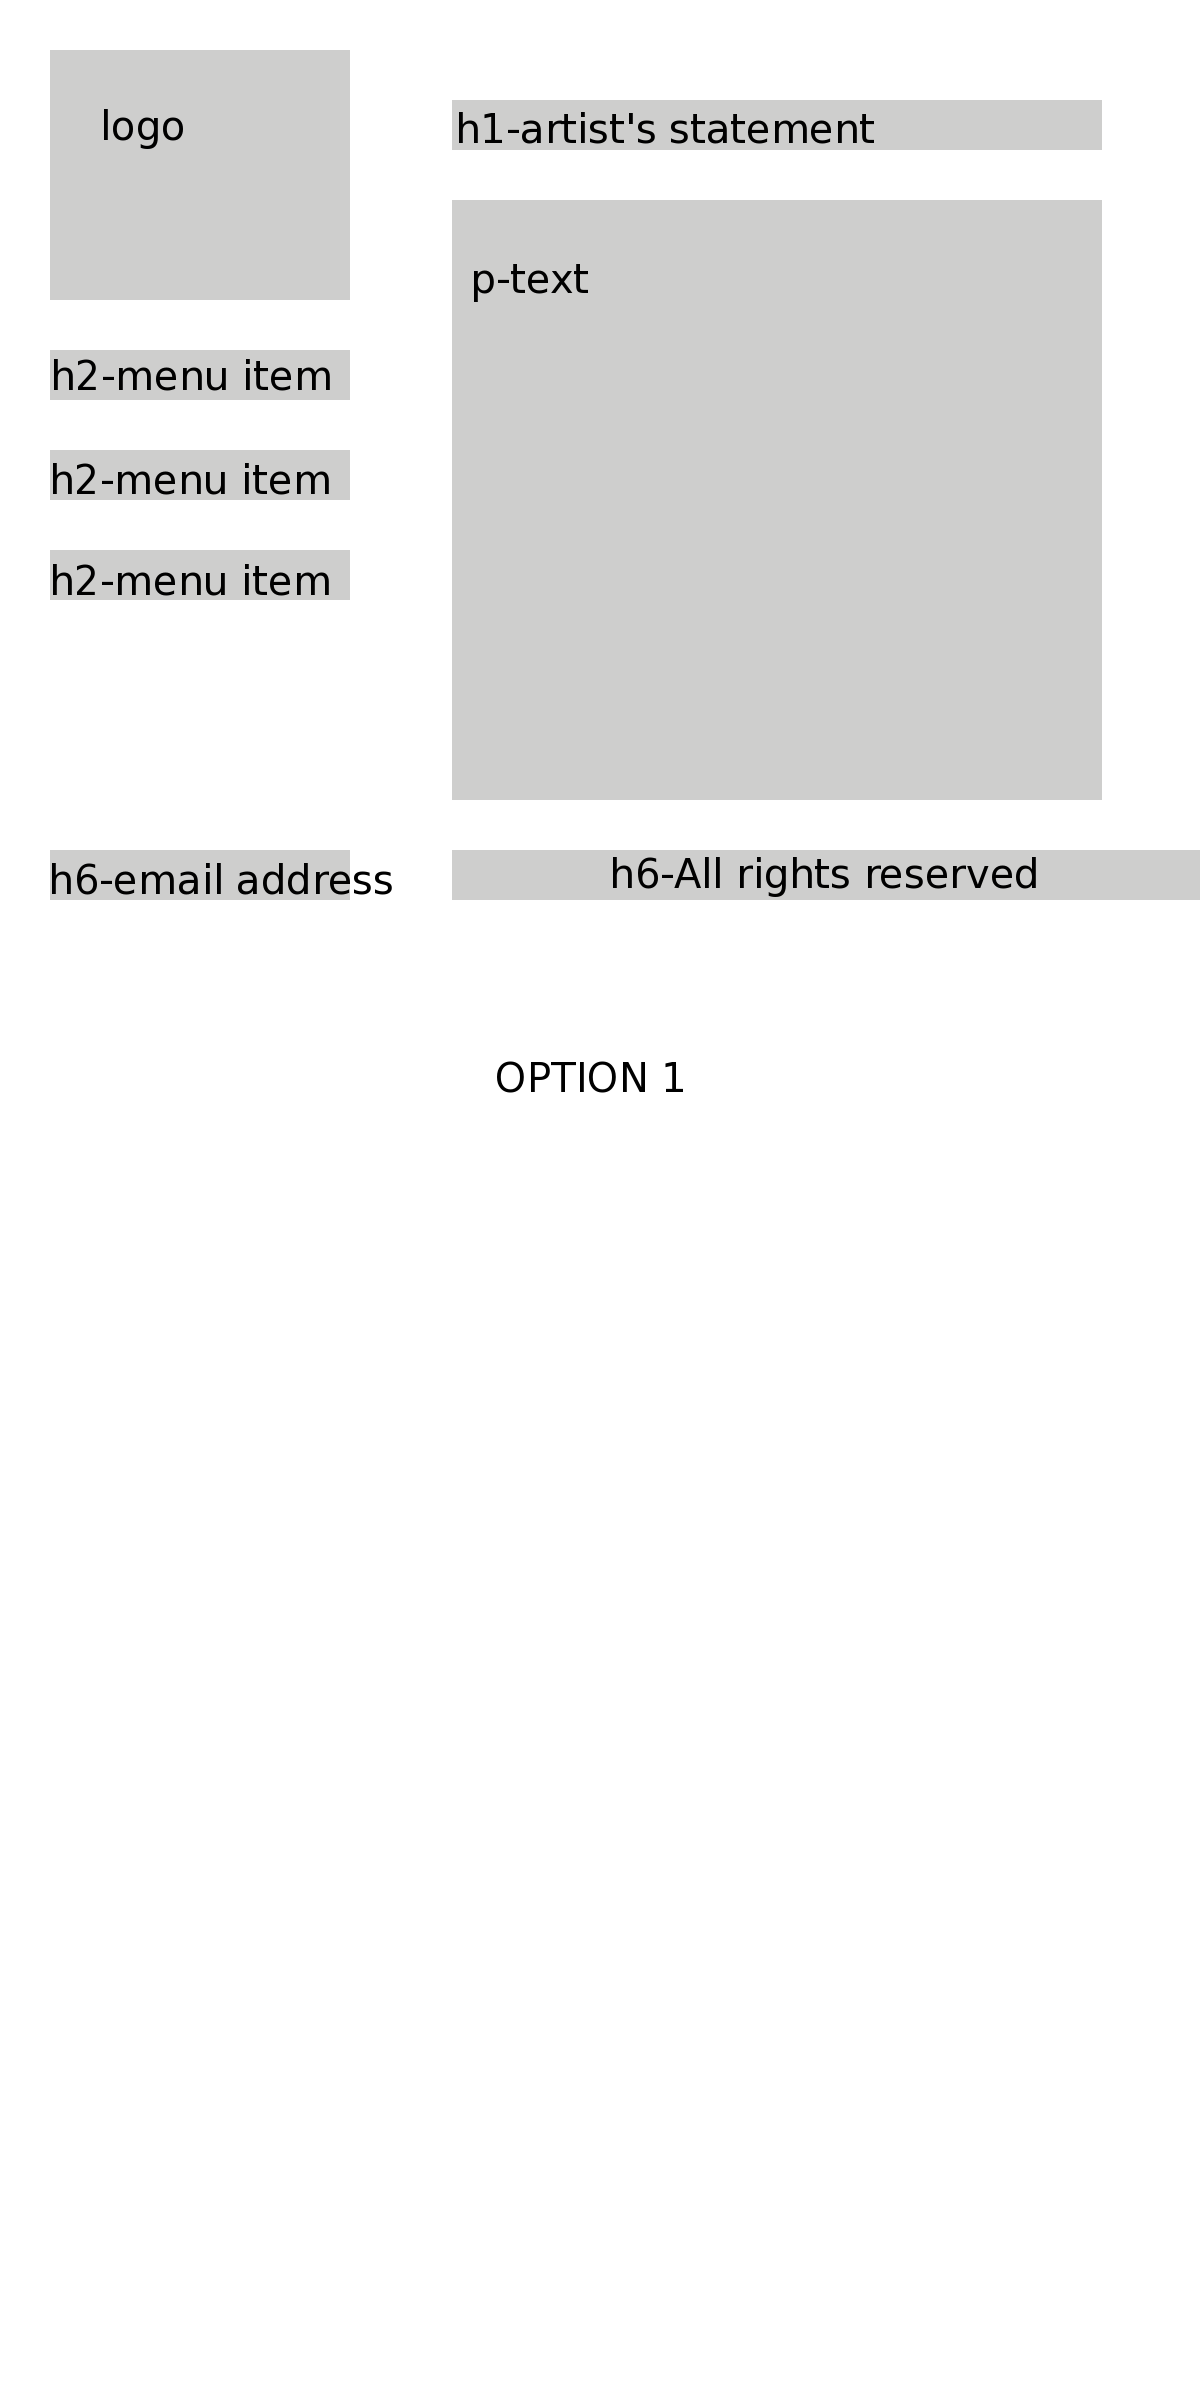 logo
h1-artist's statement
p-text
h2-menu item
h2-menu item
h2-menu item
h6-email address
h6-All rights reserved
OPTION 1